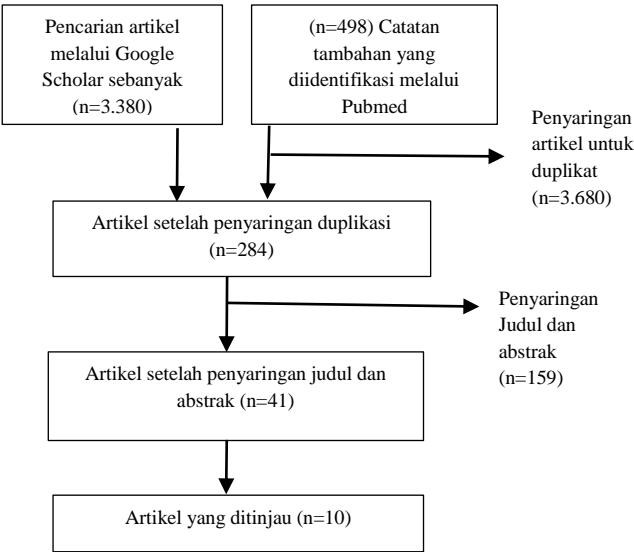 Pencarian artikel
melalui Google
Scholar sebanyak
(n=3.380)
(n=498) Catatan
tambahan yang
diidentifikasi melalui
Pubmed
Penyaringan
artikel untuk
duplikat
(n=3.680)
Artikel setelah penyaringan duplikasi
(n=284)
Penyaringan
Judul dan
abstrak
(n=159)
Artikel setelah penyaringan judul dan
abstrak (n=41)
Artikel yang ditinjau (n=10)